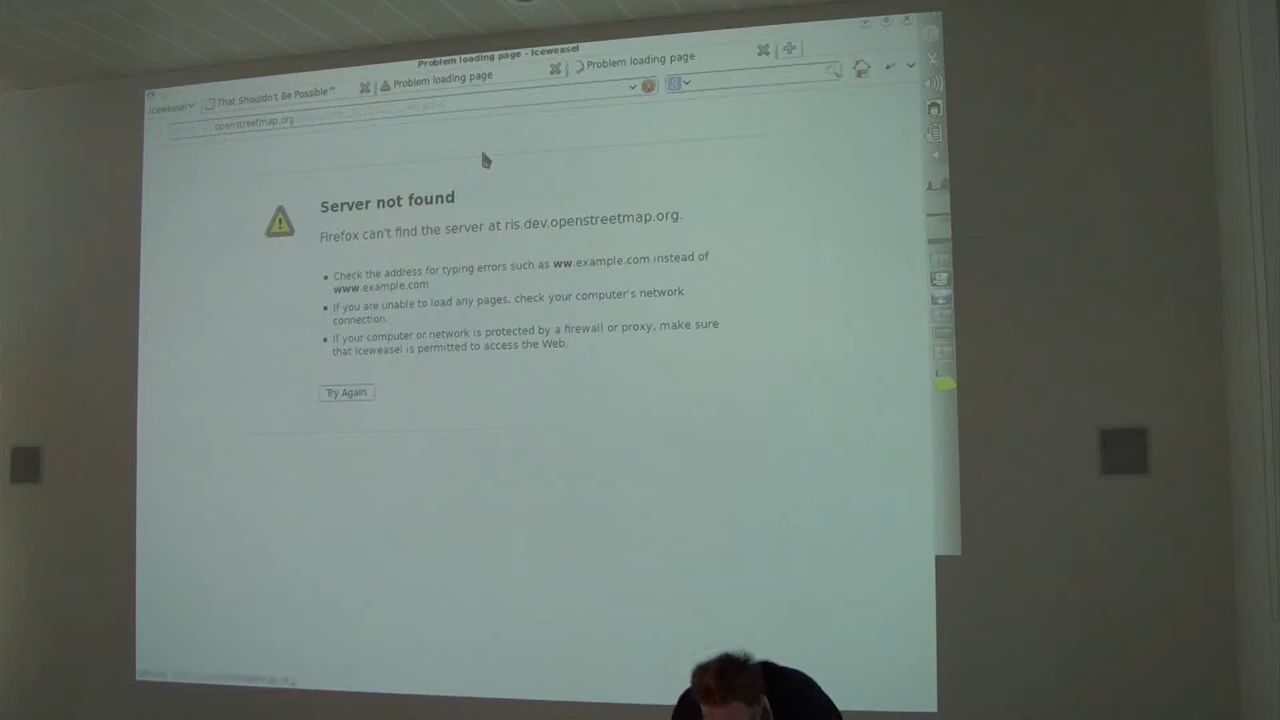 Problem loading page - Iceweasel
Iceweasel
That Shouldn't Be Possible™
Problem loading page
Problem loading page
openstreetmap.org
Server not found
Firefox can't find the server at ris.dev.openstreetmap.org.
Check the address for typing errors such as ww.example.com instead of
www.example.com
If you are unable to load any pages, check your computer's network
connection.
If your computer or network is protected by a firewall or proxy, make sure
that Iceweasel is permitted to access the Web.
Try Again